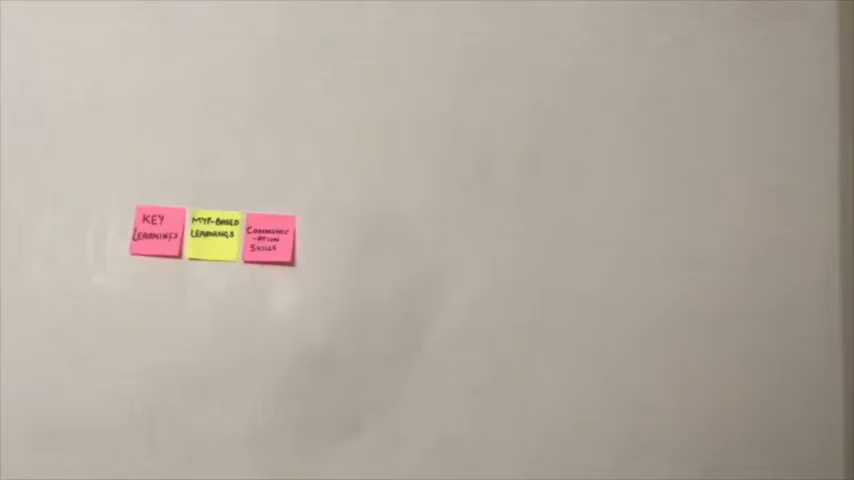 KEY
LEARNINGS
MYP-BASED
LEARNINGS
COMMUNIC
-ATION
SKILLS